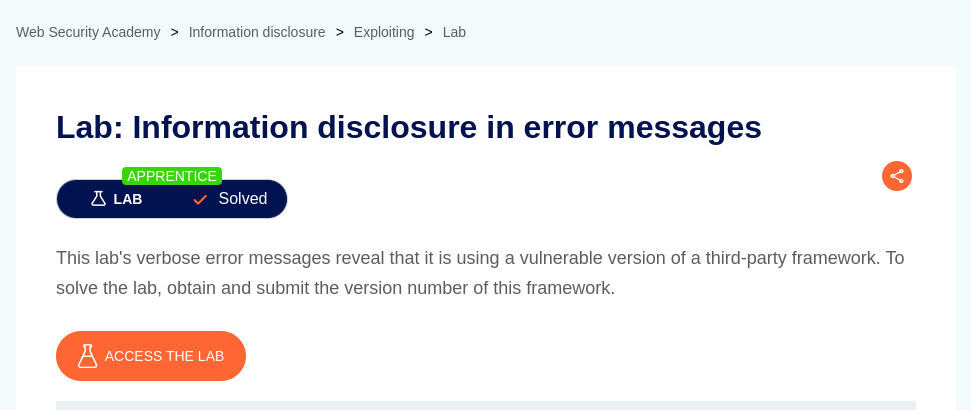 Web Security Academy > Information disclosure > Exploiting > Lab
Lab: Information disclosure in error messages
APPRENTICE
LAB Solved
This lab's verbose error messages reveal that it is using a vulnerable version of a third-party framework. To
solve the lab, obtain and submit the version number of this framework.
ACCESS THE LAB